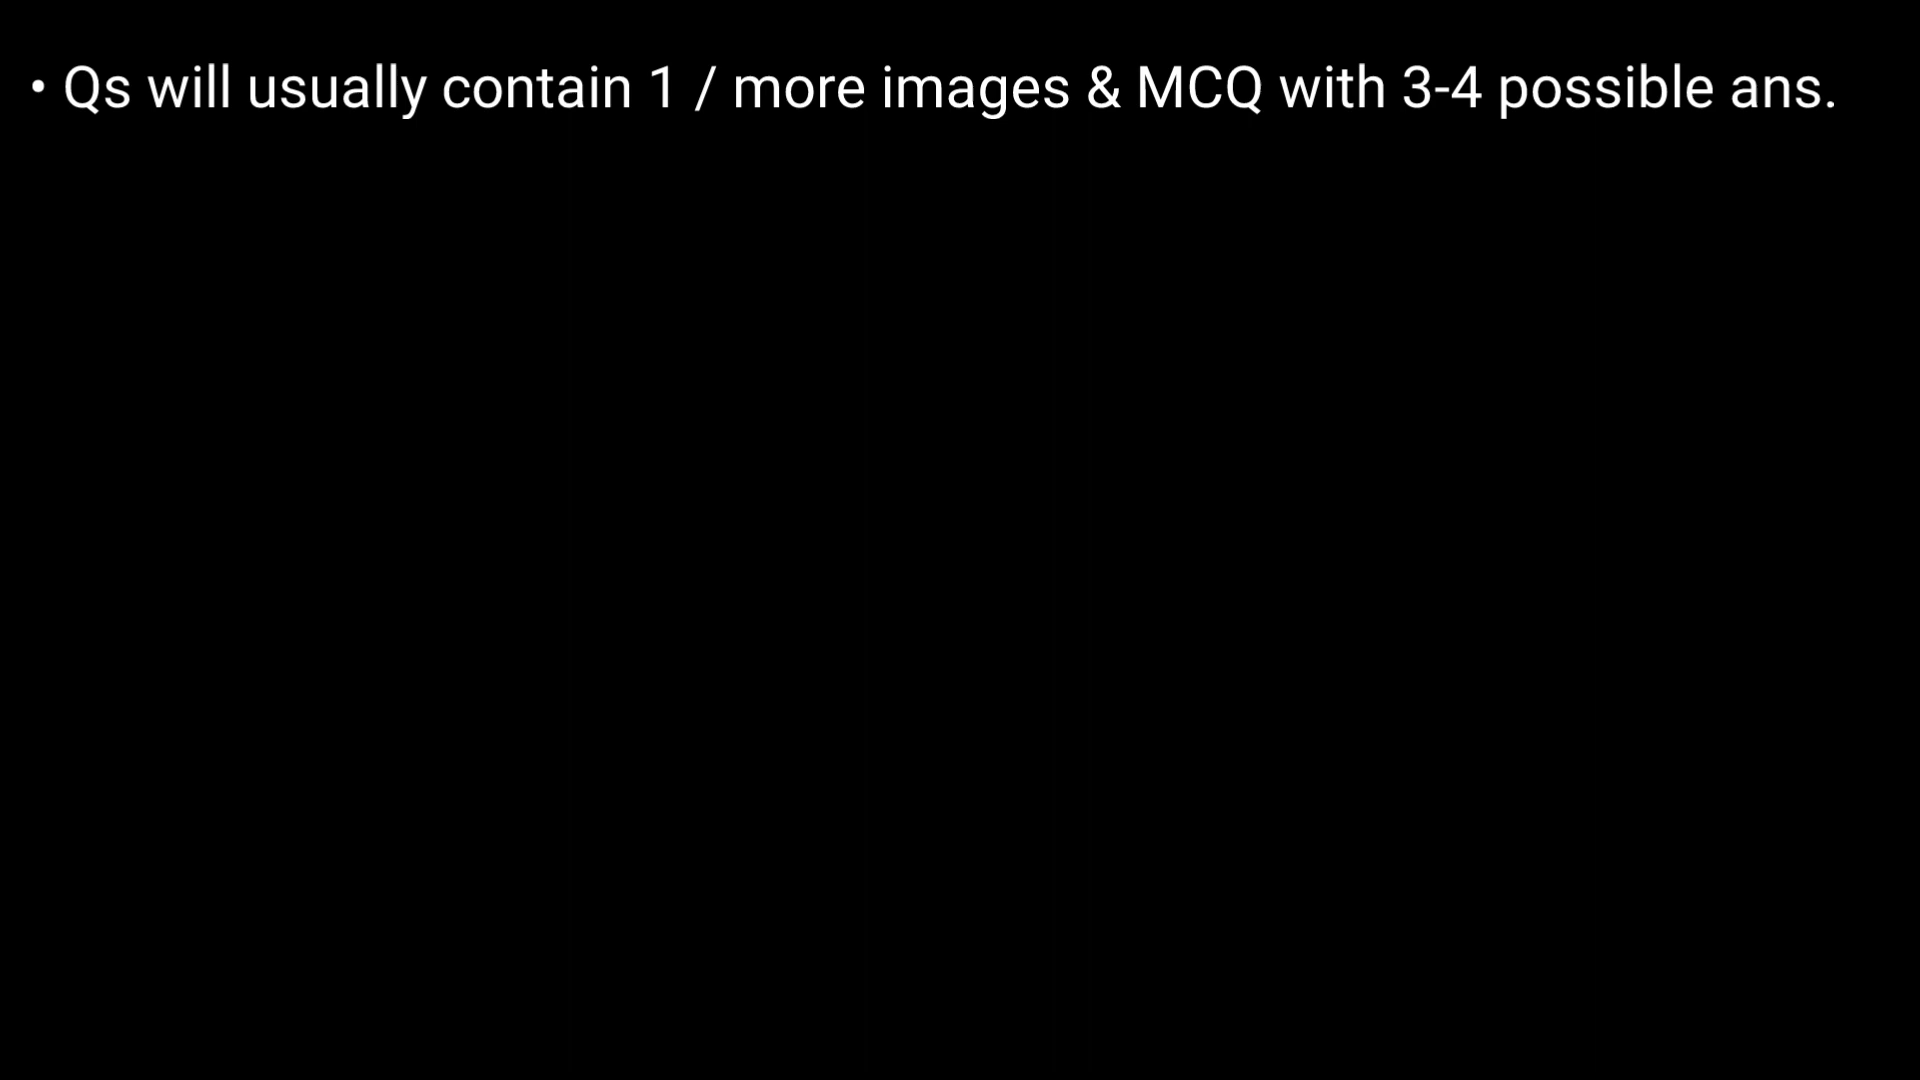 • Qs will usually contain 1 / more images & MCQ with 3-4 possible ans.